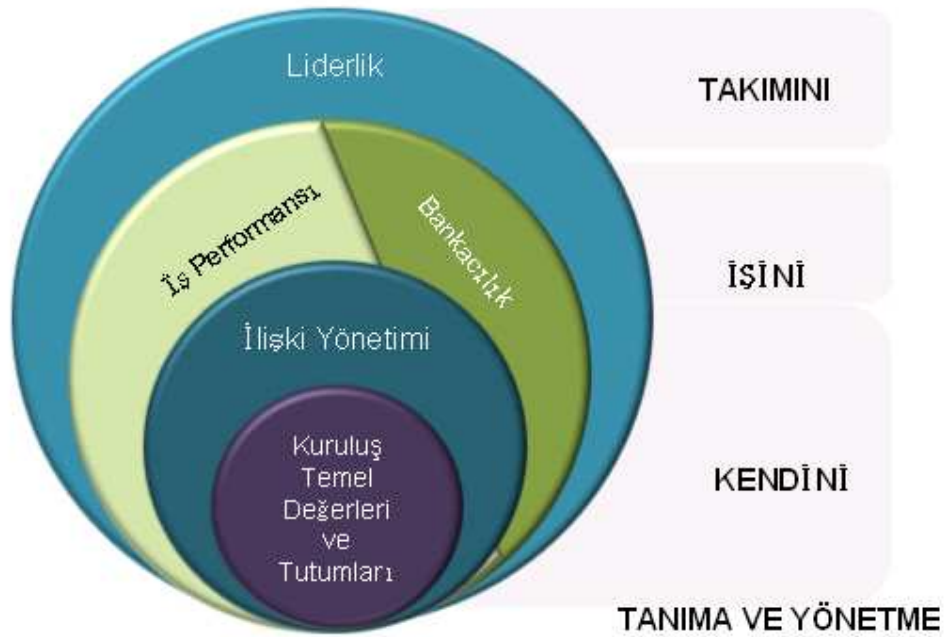 Liderlik
TAKIMINI
İş Performansı
Bankacılık
İŞİNİ
İlişki Yönetimi
Kuruluş
Temel
Değerleri
ve
Tutumları
KENDİNİ
TANIMA VE YÖNETME